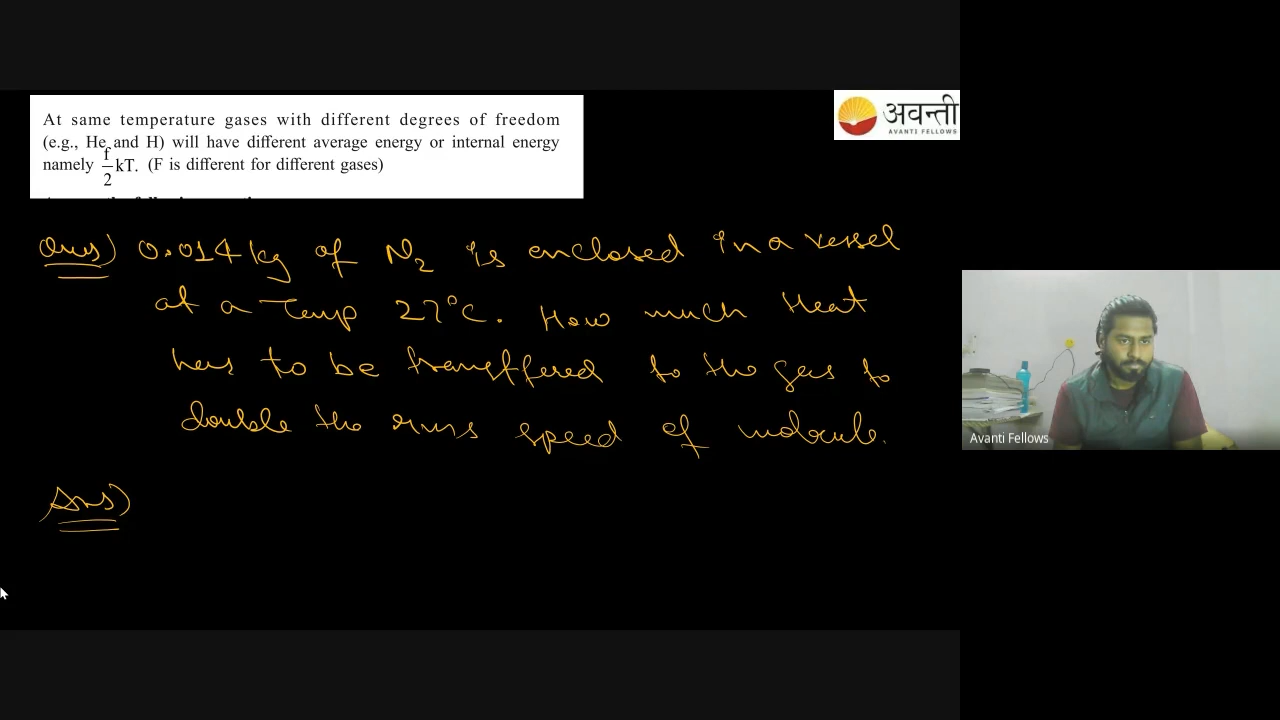 At same temperature gases with different degrees of freedom
(e.g., He and H) will have different average energy or internal energy
namely f/2 kT. (F is different for different gases)
अवन्ती
AVANTI FELLOWS
Ques) 0.014 kg of N2 is enclosed in a vessel
at a Temp 27°C. How much Heat
has to be transffered to the gas to
double the rms speed of molecule.
Ans)
Avanti Fellows